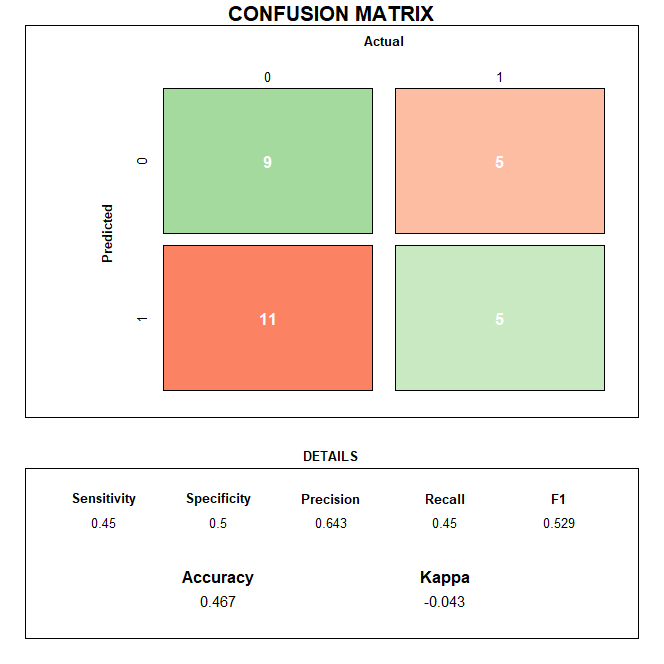 CONFUSION MATRIX
Actual
0 1
Predicted
0
9 5
1
11 5
DETAILS
Sensitivity Specificity Precision Recall F1
0.45 0.5 0.643 0.45 0.529
Accuracy Kappa
0.467 -0.043